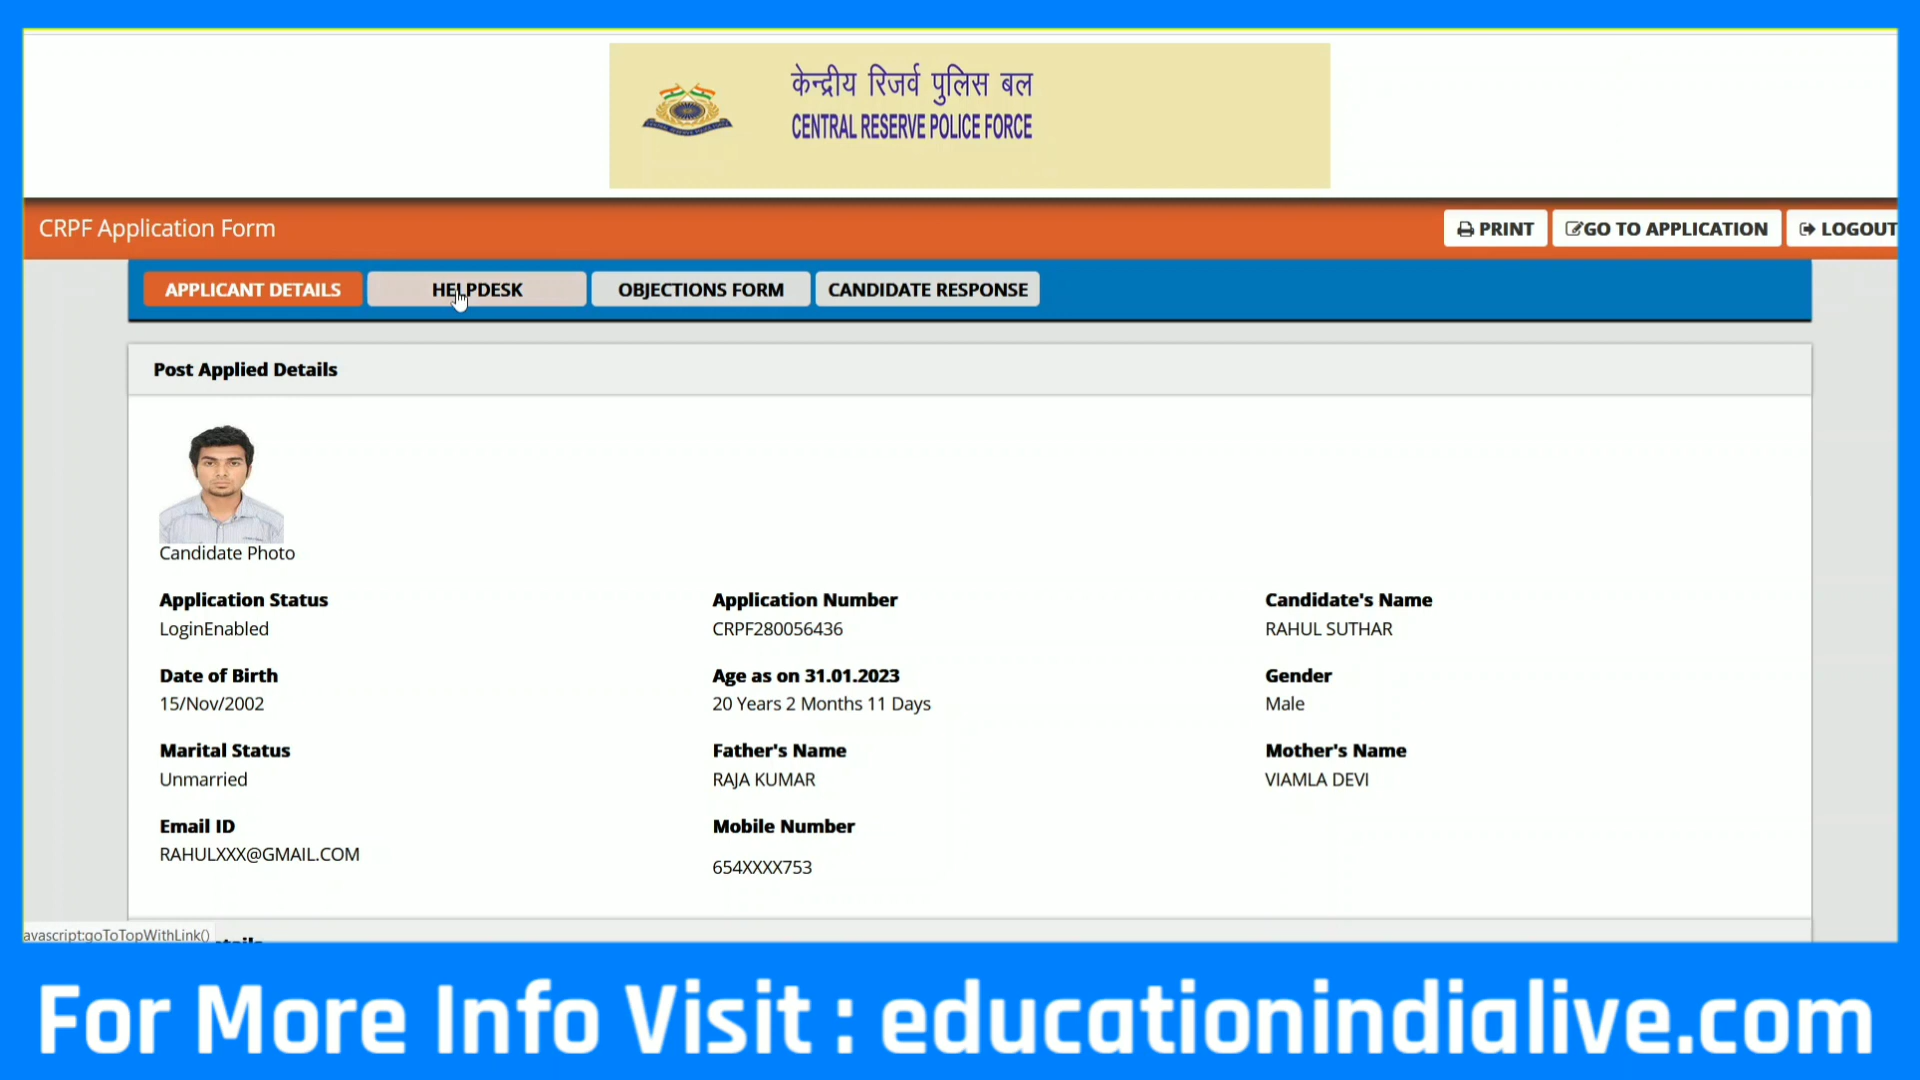 केन्द्रीय रिजर्व पुलिस बल
CENTRAL RESERVE POLICE FORCE
CRPF Application Form
PRINT
GO TO APPLICATION
LOGOUT
APPLICANT DETAILS
HELPDESK
OBJECTIONS FORM
CANDIDATE RESPONSE
Post Applied Details
Candidate Photo
Application Status
LoginEnabled
Application Number
CRPF280056436
Candidate's Name
RAHUL SUTHAR
Date of Birth
15/Nov/2002
Age as on 31.01.2023
20 Years 2 Months 11 Days
Gender
Male
Marital Status
Unmarried
Father's Name
RAJA KUMAR
Mother's Name
VIAMLA DEVI
Email ID
RAHULXXX@GMAIL.COM
Mobile Number
654XXXX753
avascript:goToTopWithLink()
For More Info Visit : educationindialive.com